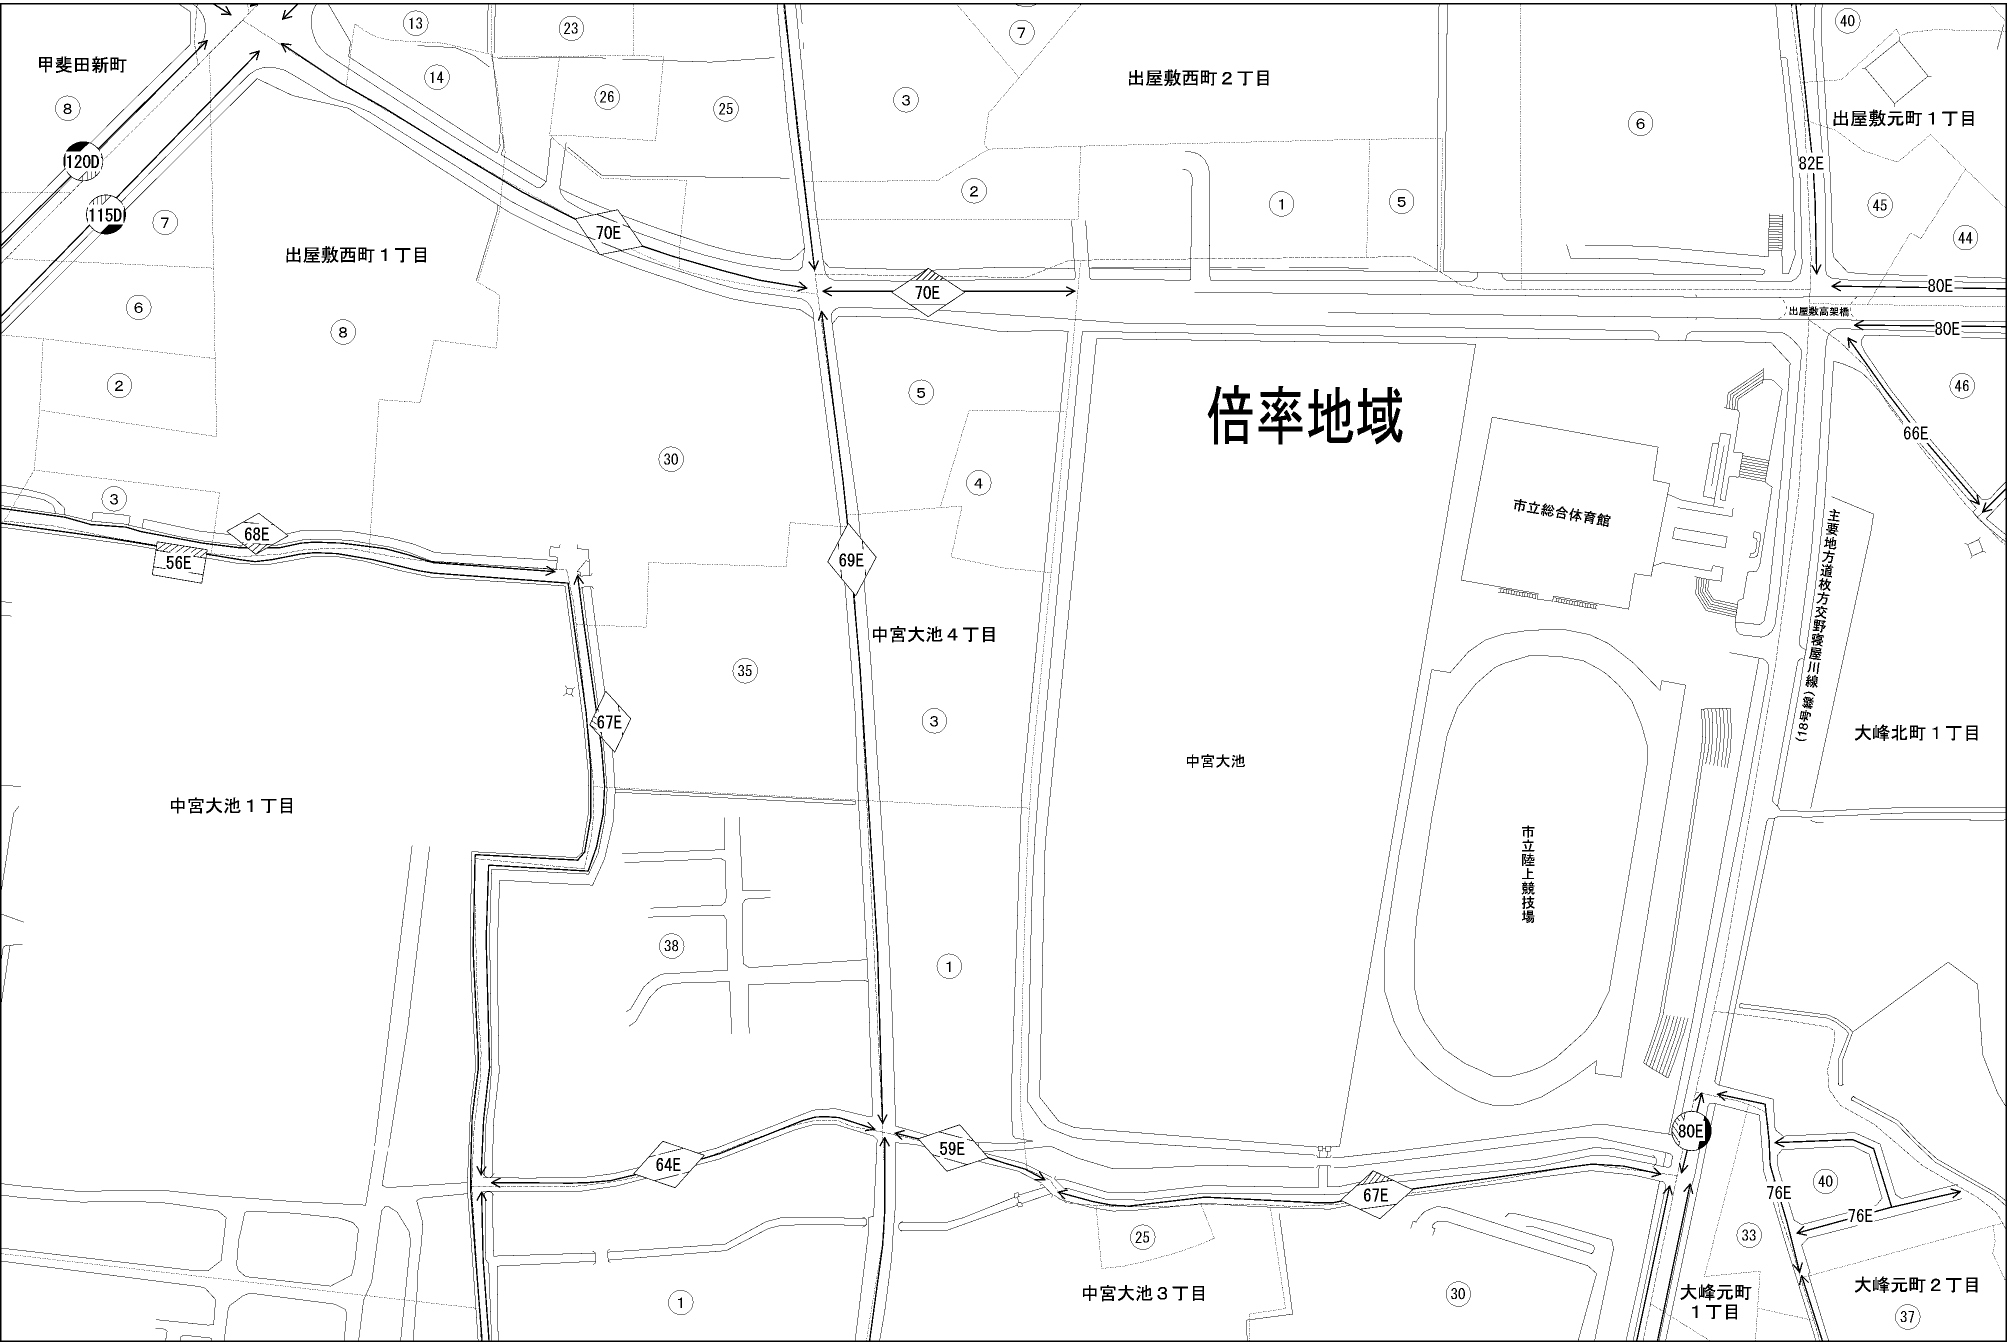 13
23
7
40
甲斐田新町
14
26
25
3
出屋敷西町２丁目
6
出屋敷元町１丁目
8
120D
82E
115D
7
2
1
5
45
44
70E
出屋敷西町１丁目
70E
80E
出屋敷高架橋
80E
6
8
2
5
倍率地域
46
66E
30
4
3
市立総合体育館
68E
56E
69E
主要地方道枚方交野寝屋川線
(18号線)
中宮大池４丁目
35
67E
3
大峰北町１丁目
中宮大池
中宮大池１丁目
市立陸上競技場
38
1
80E
59E
64E
67E
76E
40
76E
25
33
1
中宮大池３丁目
30
大峰元町
１丁目
大峰元町２丁目
37